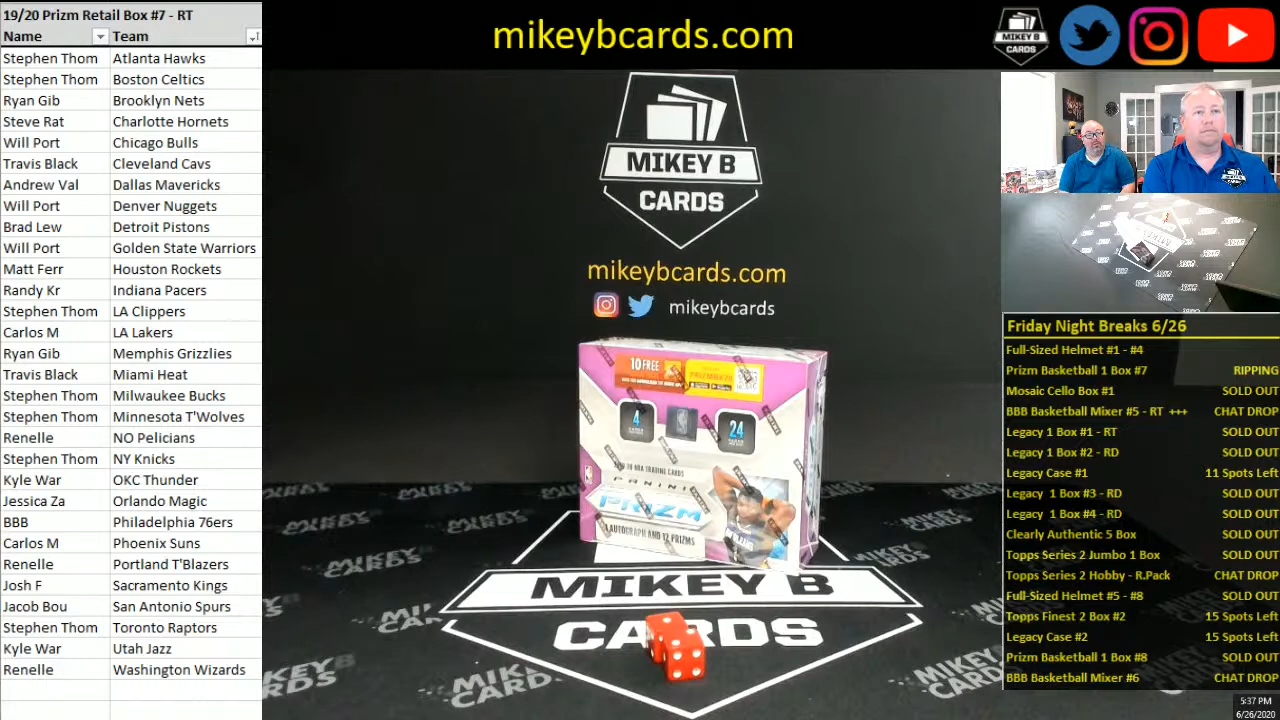 19/20 Prizm Retail Box #7 - RT
Name Team
Stephen Thom Atlanta Hawks
Stephen Thom Boston Celtics
Ryan Gib Brooklyn Nets
Steve Rat Charlotte Hornets
Will Port Chicago Bulls
Travis Black Cleveland Cavs
Andrew Val Dallas Mavericks
Will Port Denver Nuggets
Brad Lew Detroit Pistons
Will Port Golden State Warriors
Matt Ferr Houston Rockets
Randy Kr Indiana Pacers
Stephen Thom LA Clippers
Carlos M LA Lakers
Ryan Gib Memphis Grizzlies
Travis Black Miami Heat
Stephen Thom Milwaukee Bucks
Stephen Thom Minnesota T'Wolves
Renelle NO Pelicians
Stephen Thom NY Knicks
Kyle War OKC Thunder
Jessica Za Orlando Magic
BBB Philadelphia 76ers
Carlos M Phoenix Suns
Renelle Portland T'Blazers
Josh F Sacramento Kings
Jacob Bou San Antonio Spurs
Stephen Thom Toronto Raptors
Kyle War Utah Jazz
Renelle Washington Wizards
mikeybcards.com
MIKEY B
CARDS
mikeybcards.com
mikeybcards
10 FREE
4
24
PANINI
PRIZM
AUTOGRAPH AND 12 PRIZMS
MIKEY B
CARDS
MIKEY B
CARDS
Friday Night Breaks 6/26
Full-Sized Helmet #1 - #4
Prizm Basketball 1 Box #7 RIPPING
Mosaic Cello Box #1 SOLD OUT
BBB Basketball Mixer #5 - RT +++ CHAT DROP
Legacy 1 Box #1 - RT SOLD OUT
Legacy 1 Box #2 - RD SOLD OUT
Legacy Case #1 11 Spots Left
Legacy 1 Box #3 - RD SOLD OUT
Legacy 1 Box #4 - RD SOLD OUT
Clearly Authentic 5 Box SOLD OUT
Topps Series 2 Jumbo 1 Box SOLD OUT
Topps Series 2 Hobby - R.Pack CHAT DROP
Full-Sized Helmet #5 - #8 SOLD OUT
Topps Finest 2 Box #2 15 Spots Left
Legacy Case #2 15 Spots Left
Prizm Basketball 1 Box #8 SOLD OUT
BBB Basketball Mixer #6 CHAT DROP
5:37 PM
6/26/2020